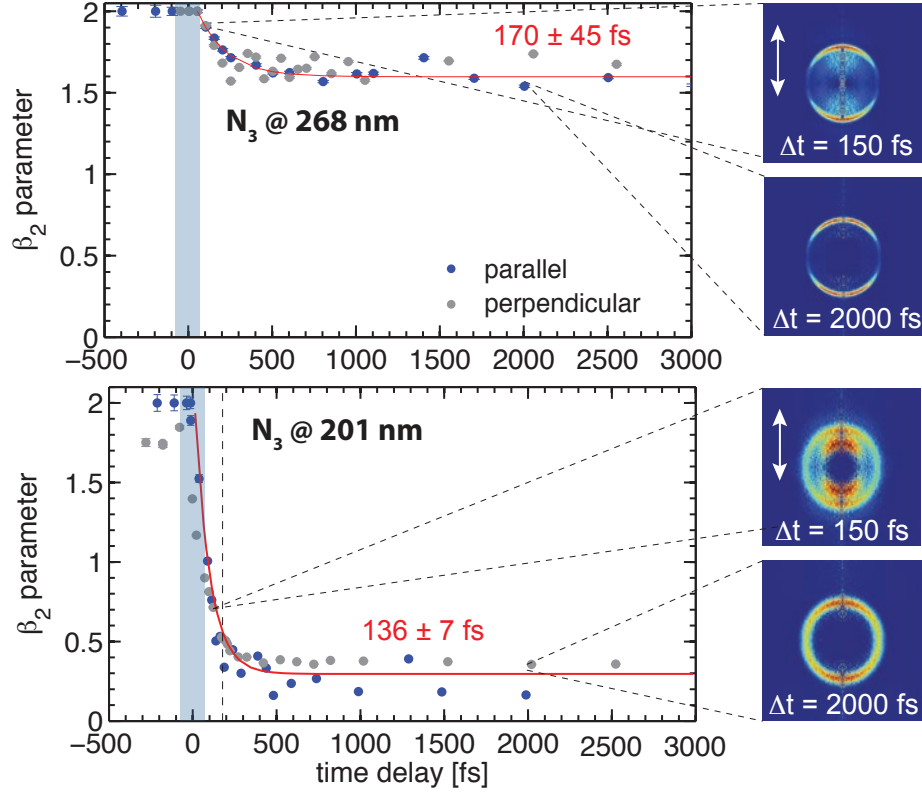 2
1.5
1
0.5
0
β2 parameter
170 ± 45 fs
N3 @ 268 nm
parallel
perpendicular
−500 0 500 1000 1500 2000 2500 3000
Δt = 150 fs
Δt = 2000 fs
2
1.5
1
0.5
0
β2 parameter
N3 @ 201 nm
136 ± 7 fs
−500 0 500 1000 1500 2000 2500 3000
time delay [fs]
Δt = 150 fs
Δt = 2000 fs